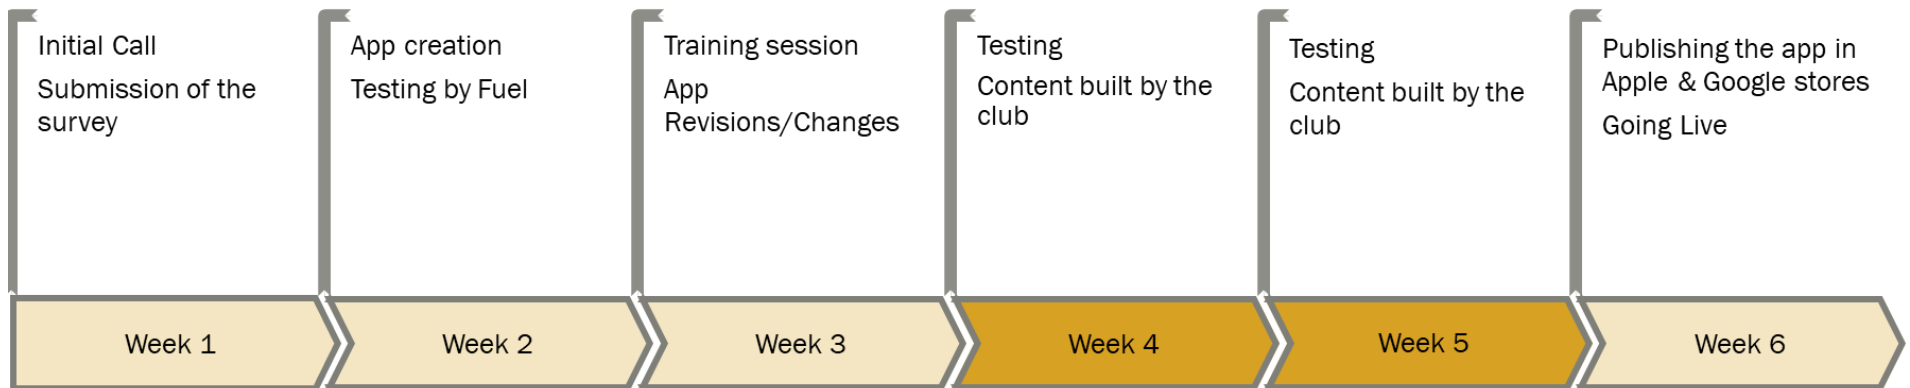 Initial Call
Submission of the
survey
App creation
Testing by Fuel
Training session
App
Revisions/Changes
Testing
Content built by the
club
Testing
Content built by the
club
Publishing the app in
Apple & Google stores
Going Live
Week 1
Week 2
Week 3
Week 4
Week 5
Week 6